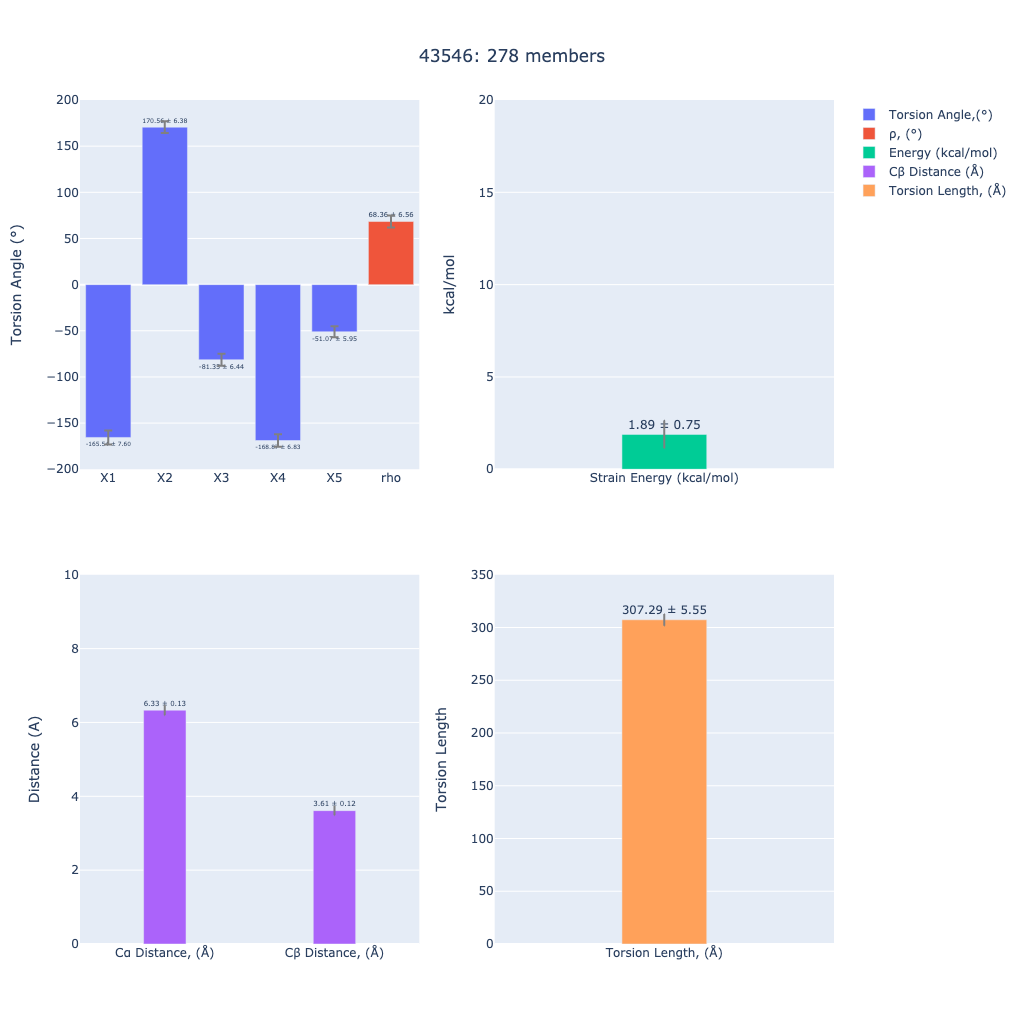 43546: 278 members
Torsion Angle (°)
200
150
100
50
0
−50
−100
−150
−200
170.56 ± 6.38
68.36 ± 6.56
-51.07 ± 5.95
-81.35 ± 6.44
± 7.60
± 6.83
X1 X2 X3 X4 X5 rho
kcal/mol
20
15
10
5
0
1.89 ± 0.75
Strain Energy (kcal/mol)
Torsion Angle,(°)
ρ, (°)
Energy (kcal/mol)
Cβ Distance (Å)
Torsion Length, (Å)
Distance (A)
10
8
6
4
2
0
6.33 ± 0.13
3.61 ± 0.12
Cα Distance, (Å) Cβ Distance, (Å)
Torsion Length
350
300
250
200
150
100
50
0
307.29 ± 5.55
Torsion Length, (Å)